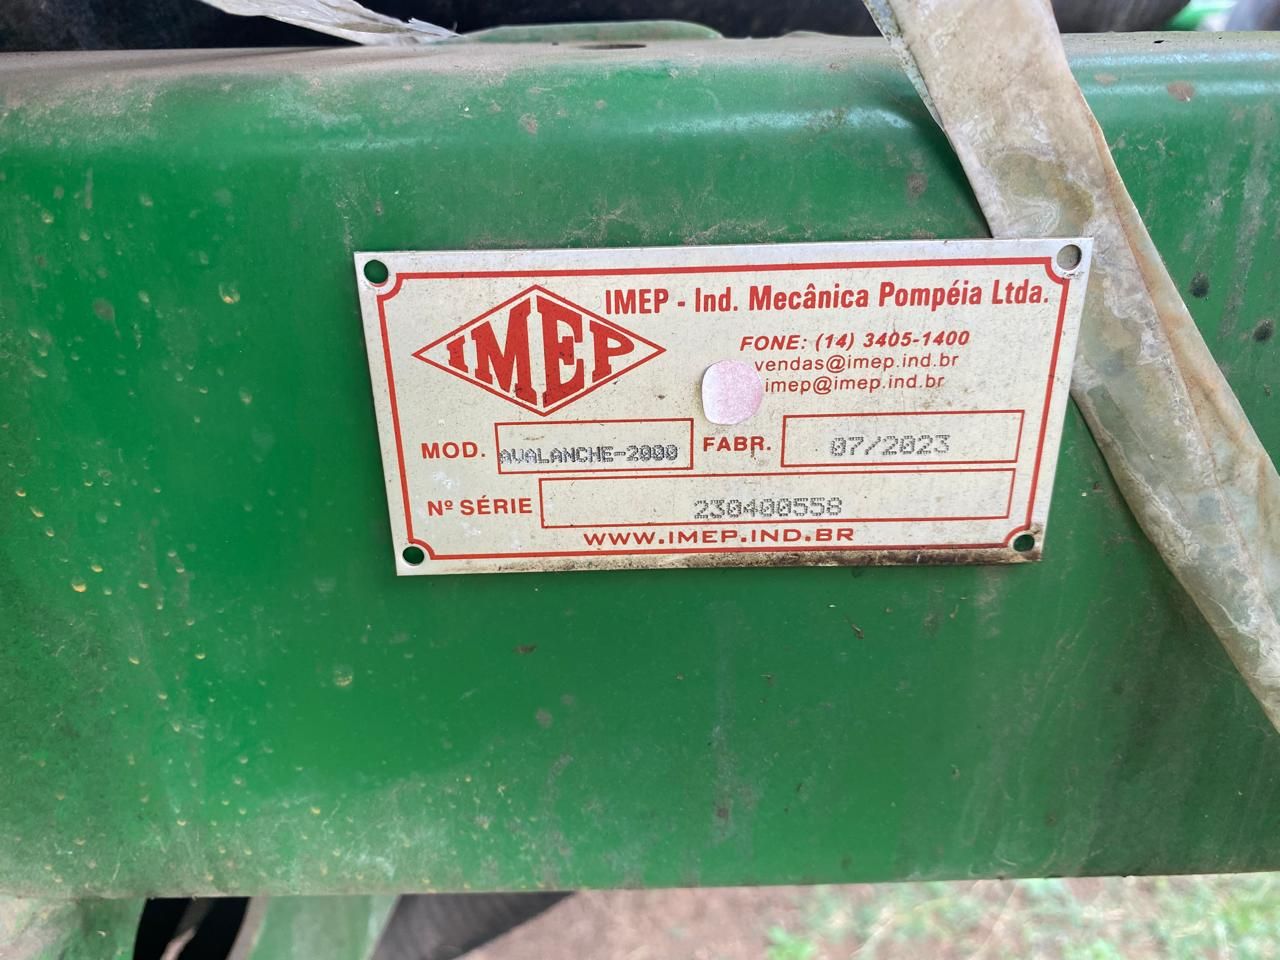 IMEP - Ind. Mecânica Pompéia Ltda.
IMEP
FONE: (14) 3405-1400
vendas@imep.ind.br
imep@imep.ind.br
MOD. AVALANCHE-2000 FABR. 07/2023
Nº SÉRIE 230400558
WWW.IMEP.IND.BR